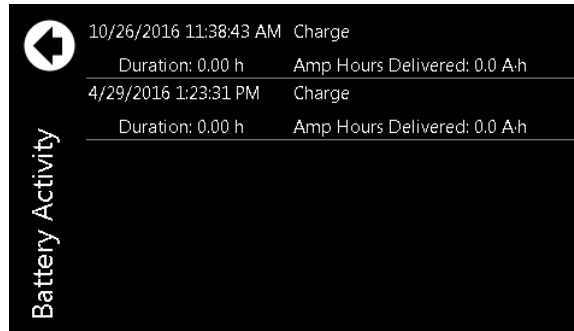 10/26/2016 11:38:43 AM Charge
Duration: 0.00 h Amp Hours Delivered: 0.0 A·h
4/29/2016 1:23:31 PM Charge
Duration: 0.00 h Amp Hours Delivered: 0.0 A·h
Battery Activity